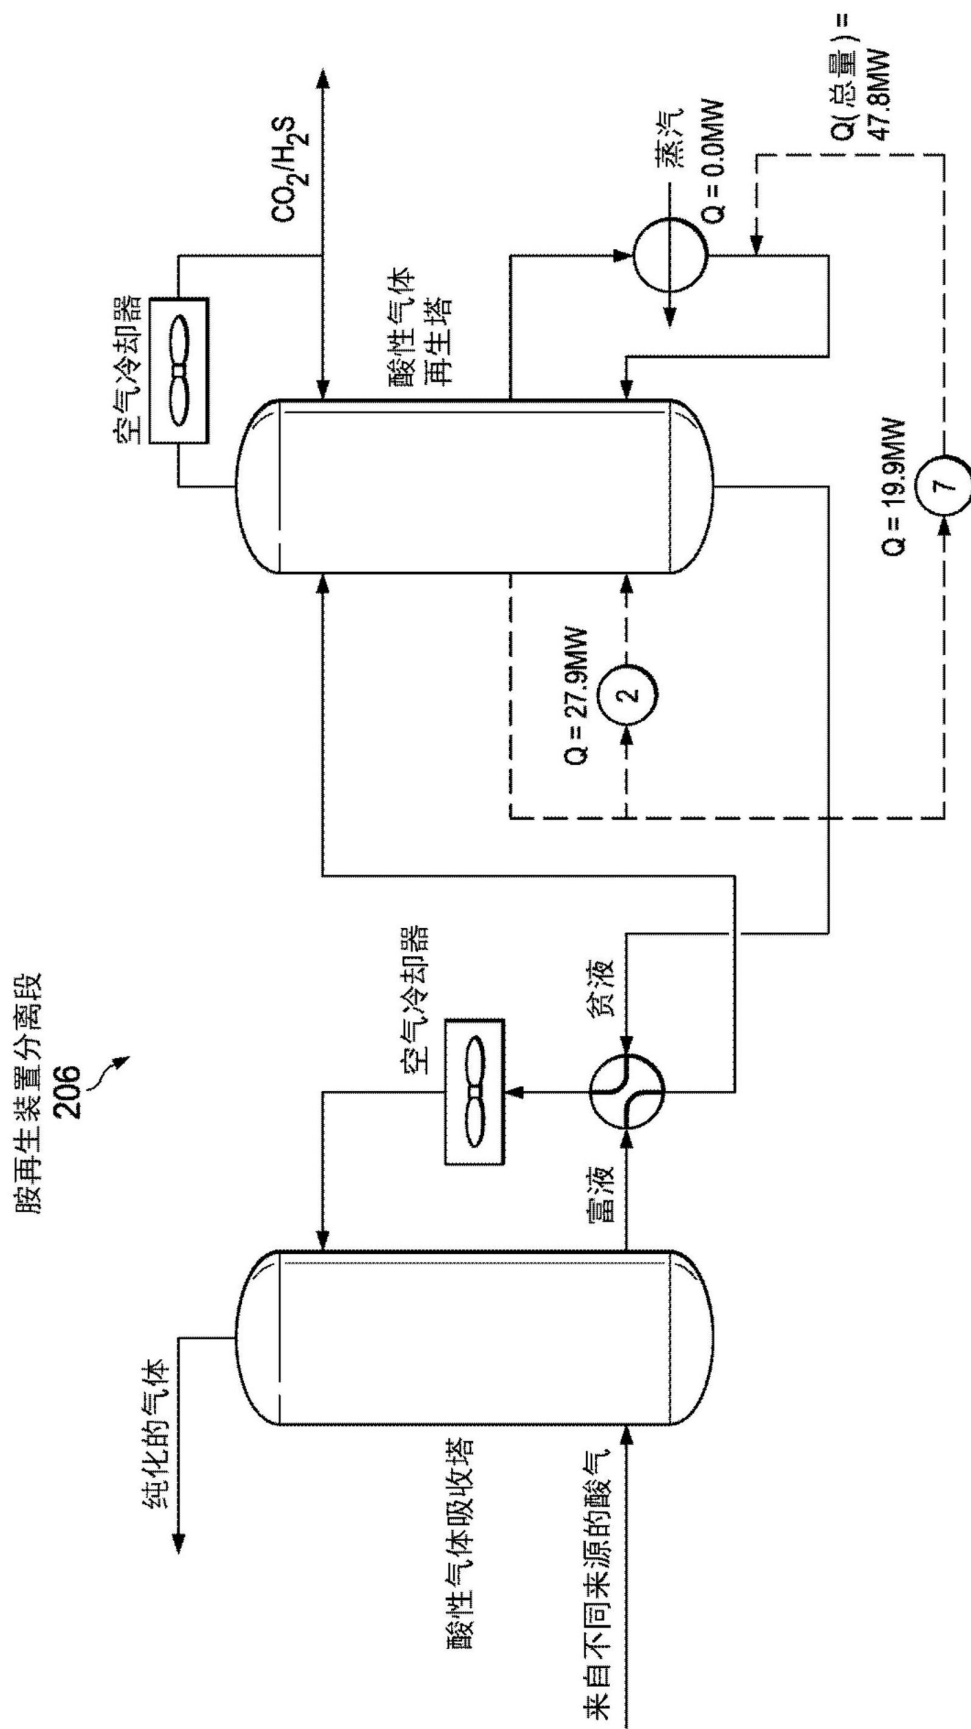 胺再生装置分离段
206
纯化的气体
酸性气体吸收塔
来自不同来源的酸气
富液
贫液
空气冷却器
空气冷却器
CO₂/H₂S
酸性气体
再生塔
蒸汽
Q = 0.0MW
Q = 27.9MW
2
Q = 19.9MW
7
Q(总量) =
47.8MW